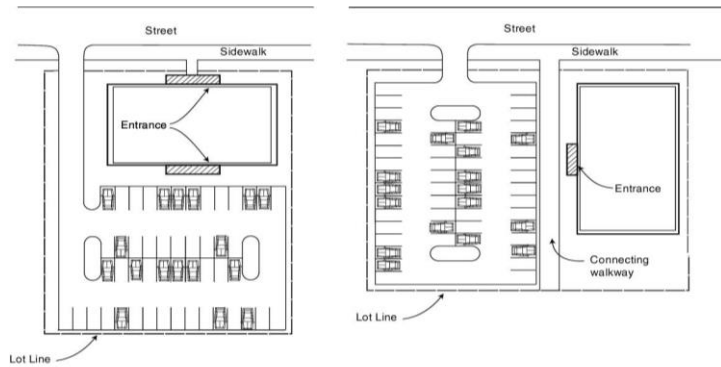 Street
Sidewalk
Entrance
Lot Line
Street
Sidewalk
Entrance
Connecting
walkway
Lot Line